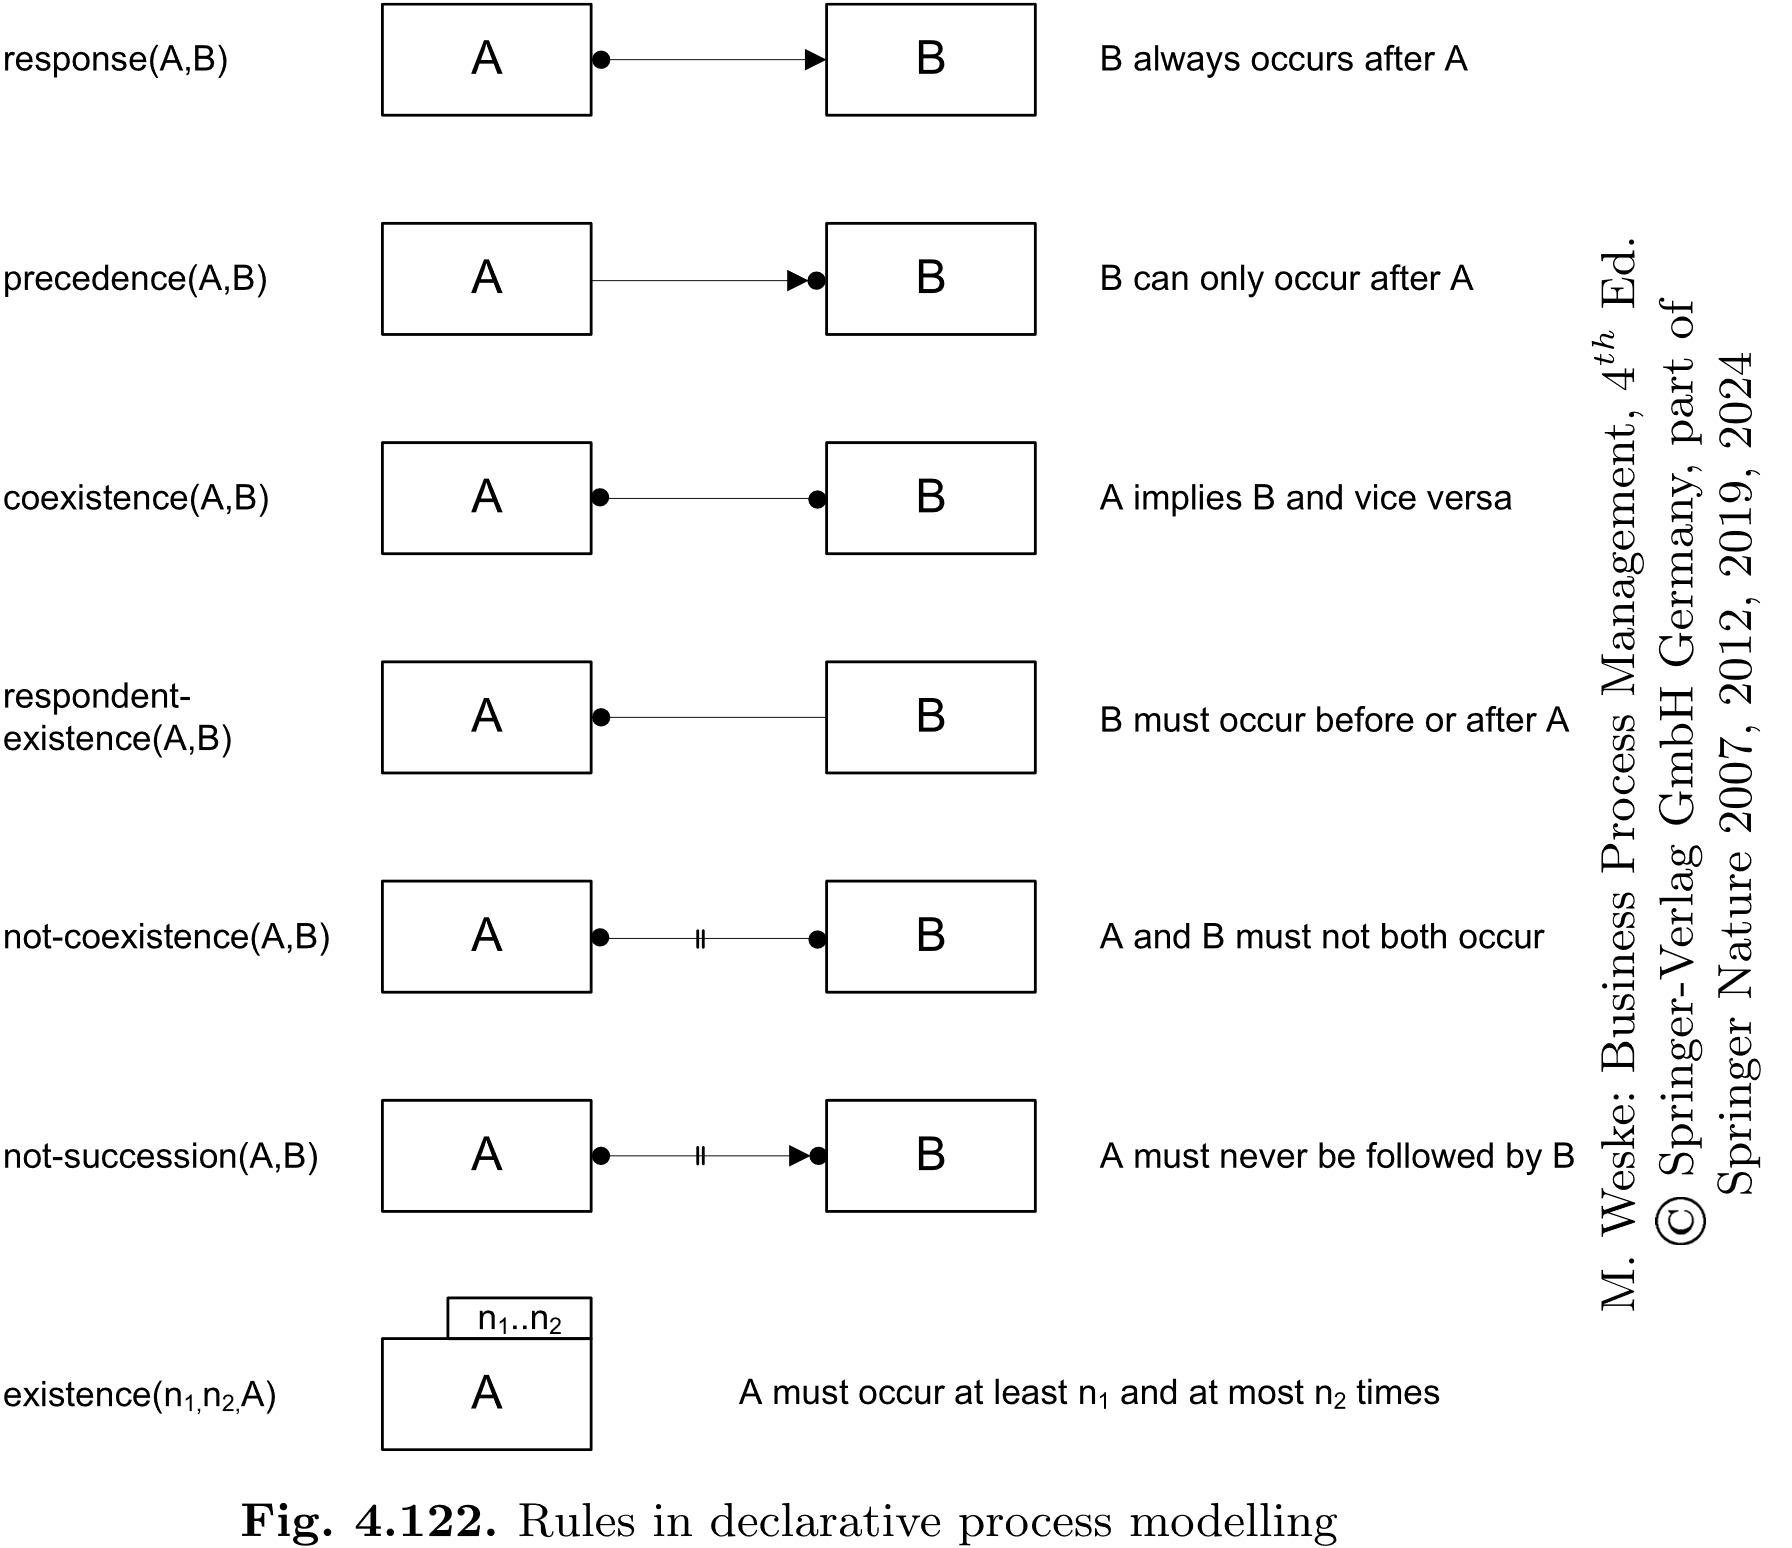 response(A,B) A B B always occurs after A
precedence(A,B) A B B can only occur after A
coexistence(A,B) A B A implies B and vice versa
respondent-
existence(A,B) A B B must occur before or after A
not-coexistence(A,B) A B A and B must not both occur
not-succession(A,B) A B A must never be followed by B
n₁..n₂
existence(n₁,n₂,A) A A must occur at least n₁ and at most n₂ times
Fig. 4.122. Rules in declarative process modelling
M. Weske: Business Process Management, 4ᵗʰ Ed.
© Springer-Verlag GmbH Germany, part of
Springer Nature 2007, 2012, 2019, 2024